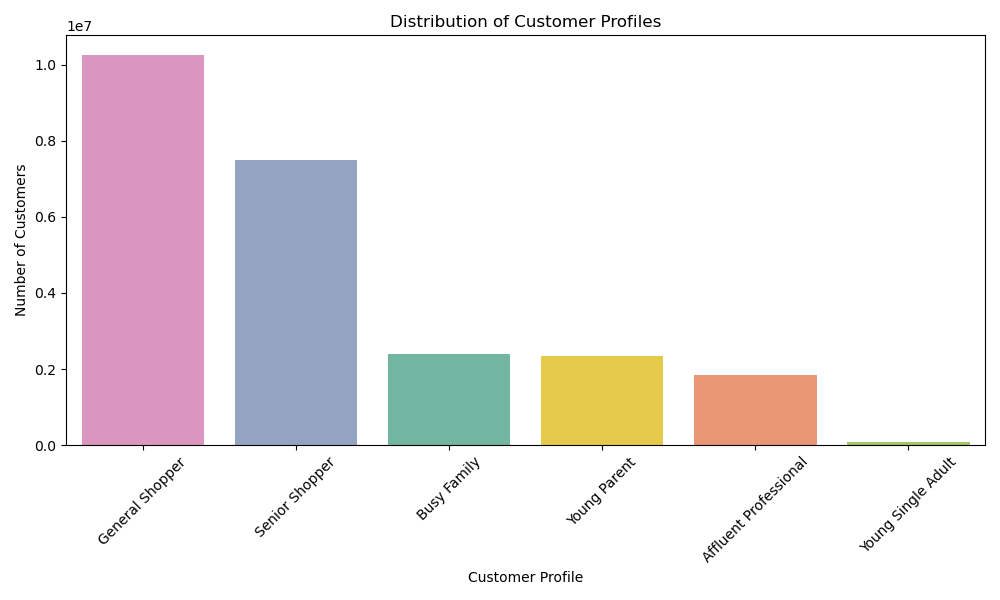 Distribution of Customer Profiles
1e7
1.0
0.8
0.6
0.4
0.2
0.0
Number of Customers
General Shopper
Senior Shopper
Busy Family
Young Parent
Affluent Professional
Young Single Adult
Customer Profile